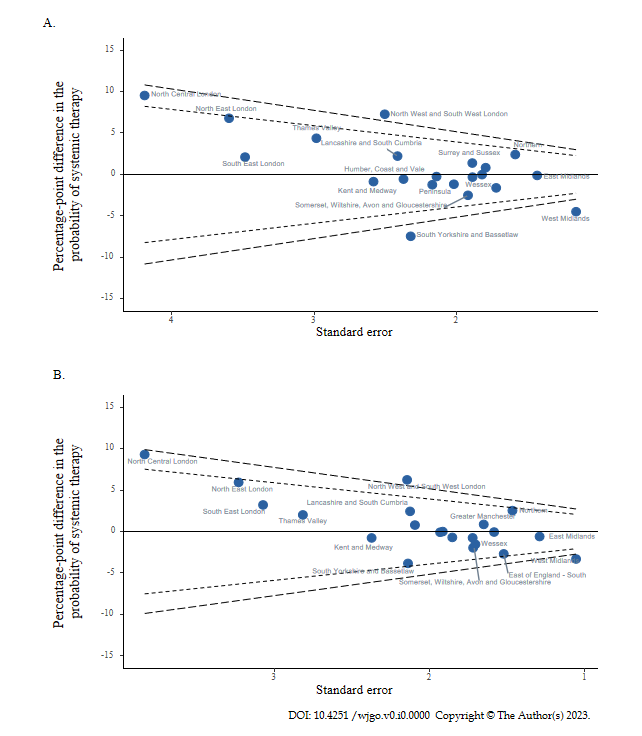 A.
Percentage-point difference in the
probability of systemic therapy
15
10
5
0
-5
-10
-15
North Central London
North East London
North West and South West London
Thames Valley
Lancashire and South Cumbria
Northern
Surrey and Sussex
South East London
Humber, Coast and Vale
East Midlands
Kent and Medway
Peninsula
Wessex
Somerset, Wiltshire, Avon and Gloucestershire
West Midlands
South Yorkshire and Bassetlaw
4
3
2
Standard error
B.
Percentage-point difference in the
probability of systemic therapy
15
10
5
0
-5
-10
-15
North Central London
North East London
North West and South West London
South East London
Lancashire and South Cumbria
Northern
Thames Valley
Greater Manchester
Kent and Medway
Wessex
East Midlands
West Midlands
South Yorkshire and Bassetlaw
East of England - South
Somerset, Wiltshire, Avon and Gloucestershire
3
2
1
Standard error
DOI: 10.4251 /wjgo.v0.i0.0000 Copyright © The Author(s) 2023.